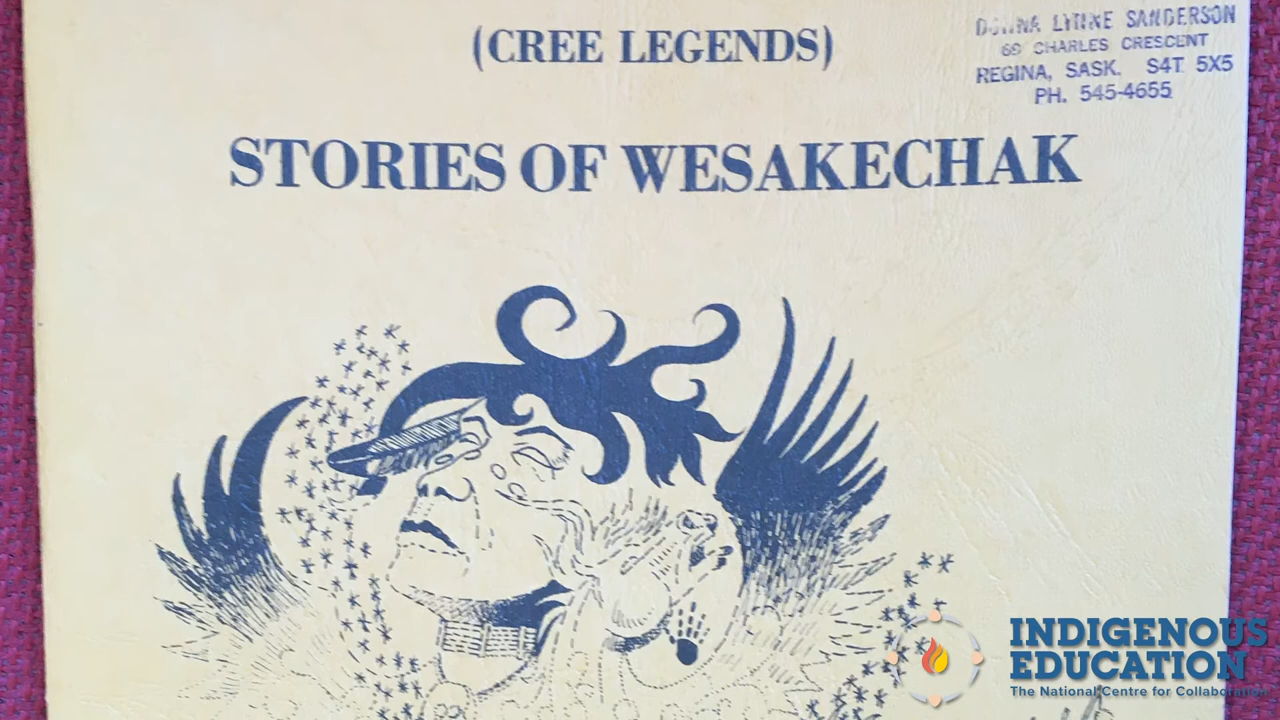 (CREE LEGENDS)
DONNA LYNNE SANDERSON
69 CHARLES CRESCENT
REGINA, SASK. S4T 5X5
PH. 545-4655
STORIES OF WESAKECHAK
INDIGENOUS
EDUCATION
The National Centre for Collaboration